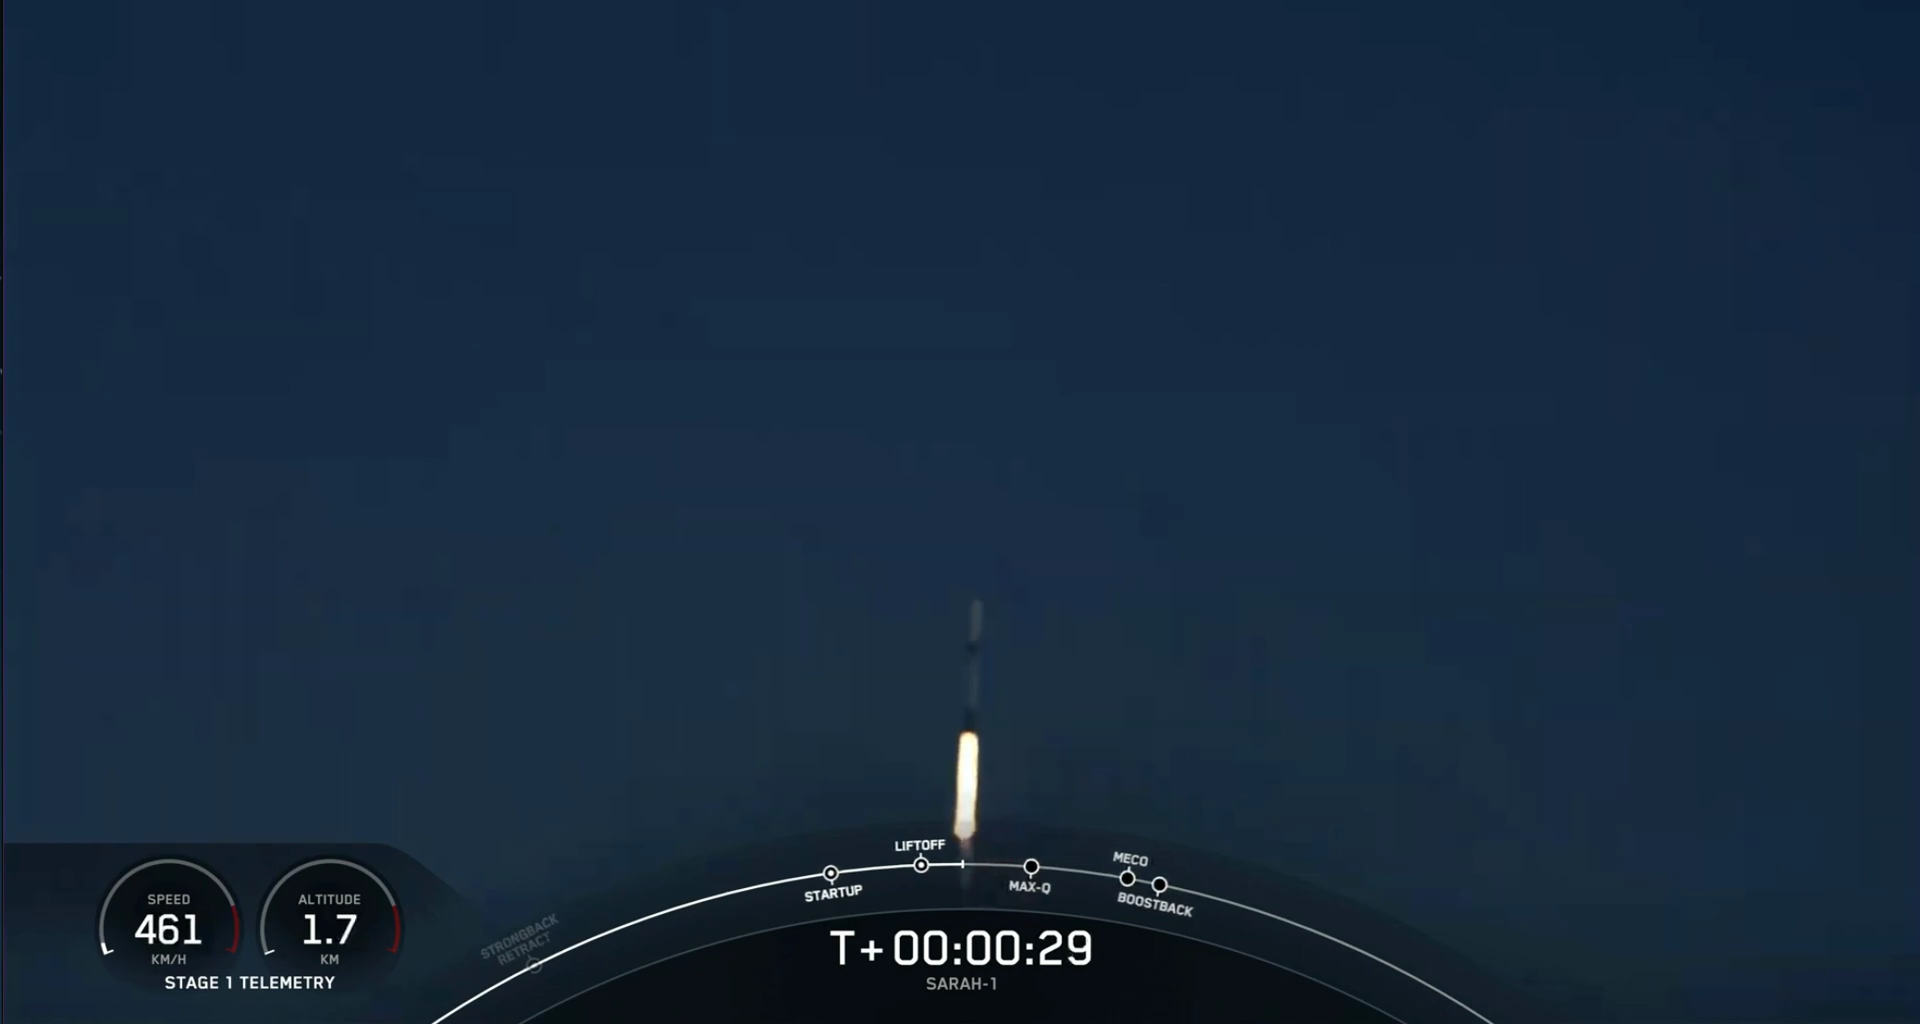 LIFTOFF
MECO
STARTUP
MAX-Q
BOOSTBACK
STRONGBACK
RETRACT
SPEED
461
KM/H
ALTITUDE
1.7
KM
STAGE 1 TELEMETRY
T+00:00:29
SARAH-1